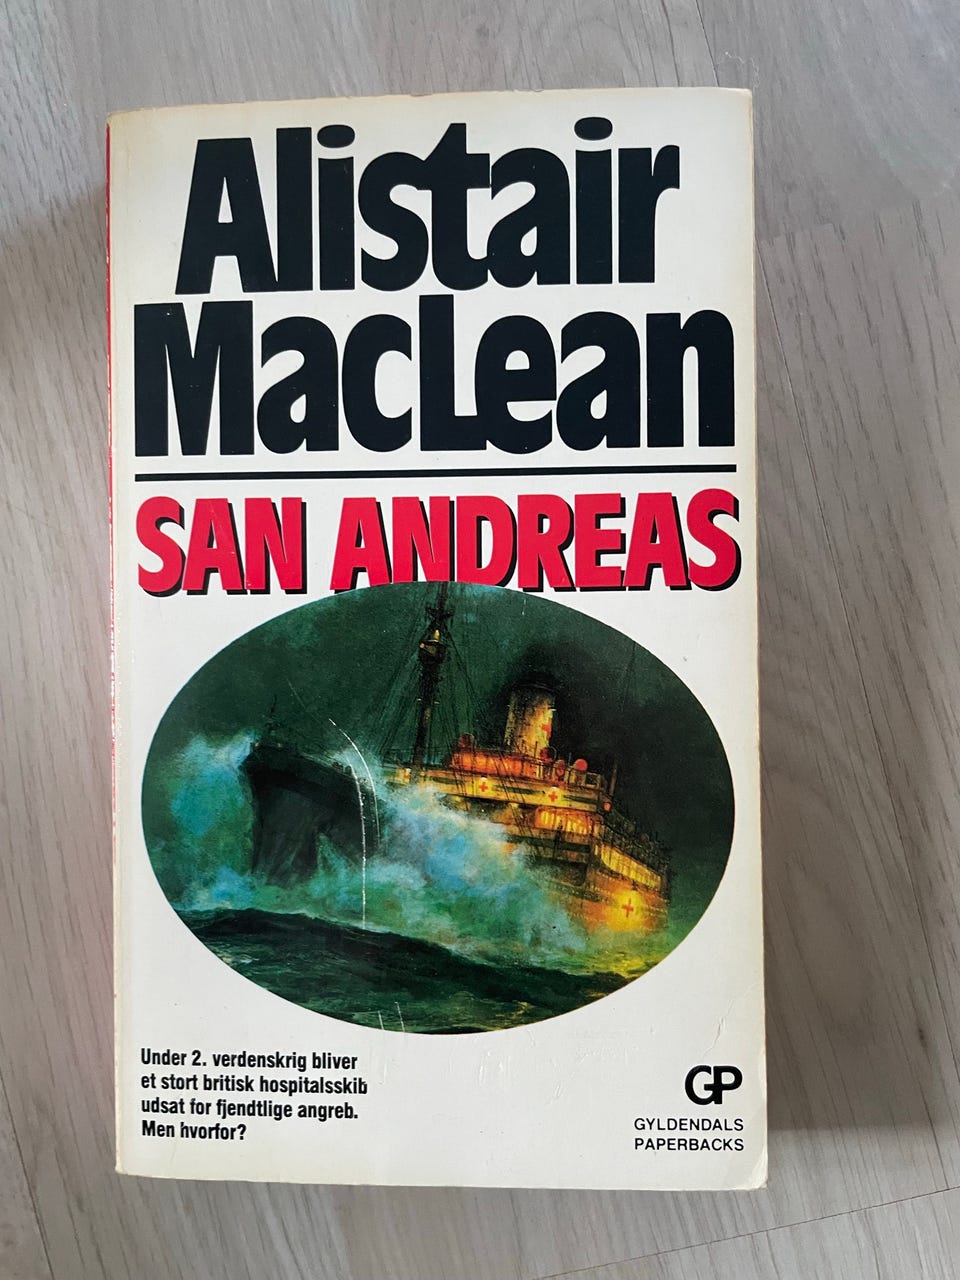 Alistair
MacLean
SAN ANDREAS
Under 2. verdenskrig bliver
et stort britisk hospitalsskib
udsat for fjendtlige angreb.
Men hvorfor?
GP
GYLDENDALS
PAPERBACKS